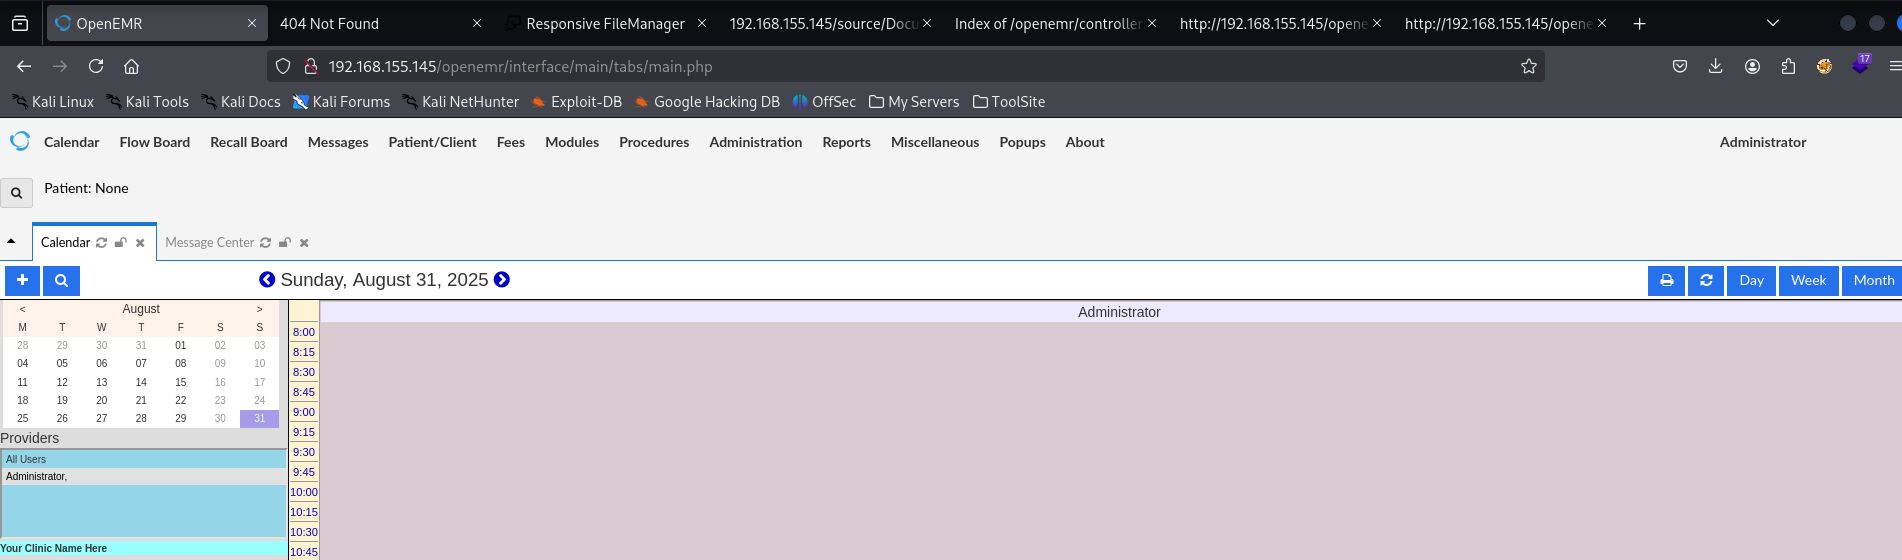 OpenEMR
404 Not Found
Responsive FileManager
192.168.155.145/source/Docu
Index of /openemr/controller
http://192.168.155.145/opene
http://192.168.155.145/opene
192.168.155.145/openemr/interface/main/tabs/main.php
17
Kali Linux Kali Tools Kali Docs Kali Forums Kali NetHunter Exploit-DB Google Hacking DB OffSec My Servers ToolSite
Calendar Flow Board Recall Board Messages Patient/Client Fees Modules Procedures Administration Reports Miscellaneous Popups About Administrator
Patient: None
Calendar Message Center
Sunday, August 31, 2025 Day Week Month
< August >
M T W T F S S
28 29 30 31 01 02 03
04 05 06 07 08 09 10
11 12 13 14 15 16 17
18 19 20 21 22 23 24
25 26 27 28 29 30 31
Providers
All Users
Administrator,
Your Clinic Name Here
Administrator
8:00
8:15
8:30
8:45
9:00
9:15
9:30
9:45
10:00
10:15
10:30
10:45